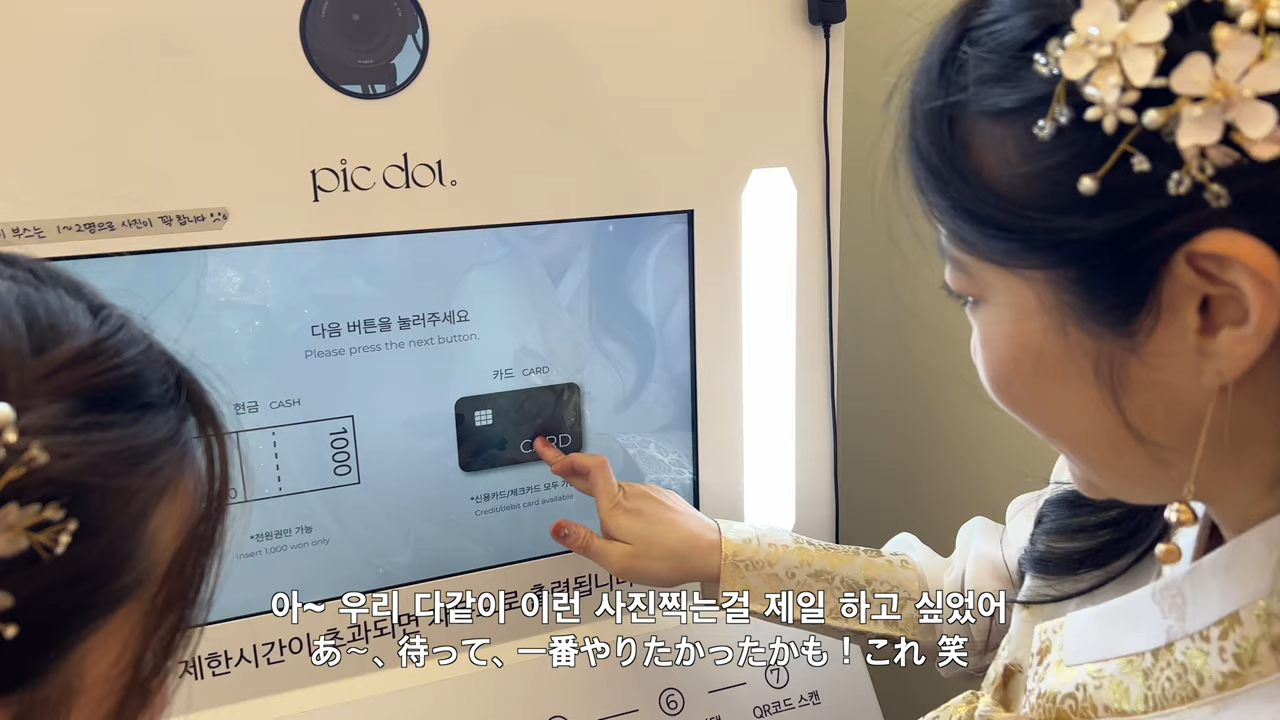 pic dot.
부스는 1~2명으로 사진이 꽉 찹니다
다음 버튼을 눌러주세요
Please press the next button.
현금 CASH
1000
*천원권만 가능
Insert 1,000 won only
카드 CARD
CARD
*신용카드/체크카드 모두
Credit/debit card available
제한시간이 초과되면
출력됩니다
아~ 우리 다같이 이런 사진찍는걸 제일 하고 싶었어
あ~、待って、一番やりたかったかも！これ 笑
⑥ ⑦
QR코드 스캔